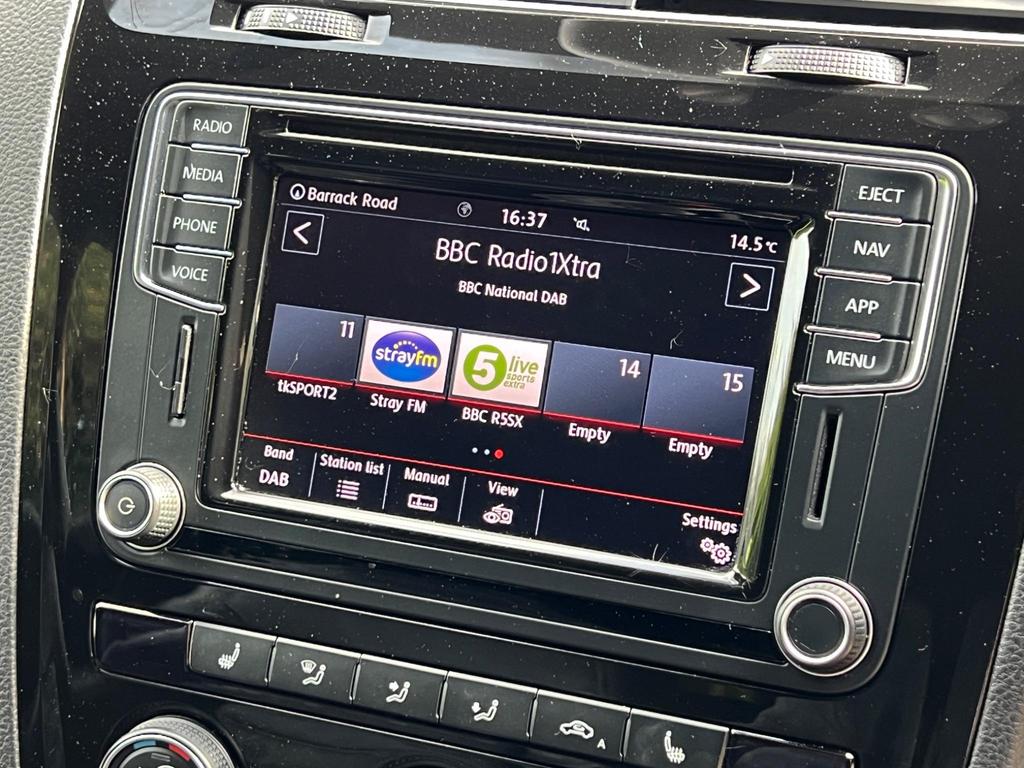 RADIO
MEDIA
PHONE
VOICE
EJECT
NAV
APP
MENU
Barrack Road
16:37
14.5°C
<
BBC Radio1Xtra
>
BBC National DAB
11
strayfm
5 live
sports
extra
14
15
tkSPORT2
Stray FM
BBC R5SX
Empty
Empty
Band
DAB
Station list
Manual
View
Settings
A